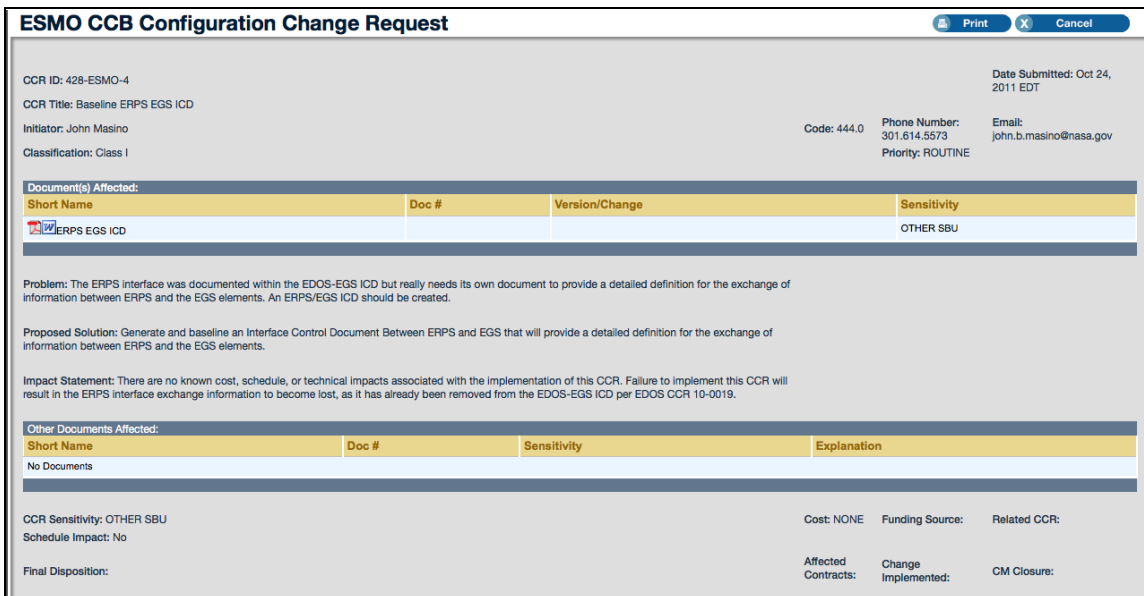 ESMO CCB Configuration Change Request
Print
X Cancel
CCR ID: 428-ESMO-4
Date Submitted: Oct 24,
2011 EDT
CCR Title: Baseline ERPS EGS ICD
Initiator: John Masino
Code: 444.0
Phone Number:
301.614.5573
Email:
john.b.masino@nasa.gov
Classification: Class I
Priority: ROUTINE
Document(s) Affected:
Short Name Doc # Version/Change Sensitivity
W ERPS EGS ICD OTHER SBU
Problem: The ERPS interface was documented within the EDOS-EGS ICD but really needs its own document to provide a detailed definition for the exchange of
information between ERPS and the EGS elements. An ERPS/EGS ICD should be created.
Proposed Solution: Generate and baseline an Interface Control Document Between ERPS and EGS that will provide a detailed definition for the exchange of
information between ERPS and the EGS elements.
Impact Statement: There are no known cost, schedule, or technical impacts associated with the implementation of this CCR. Failure to implement this CCR will
result in the ERPS interface exchange information to become lost, as it has already been removed from the EDOS-EGS ICD per EDOS CCR 10-0019.
Other Documents Affected:
Short Name Doc # Sensitivity Explanation
No Documents
CCR Sensitivity: OTHER SBU
Cost: NONE Funding Source: Related CCR:
Schedule Impact: No
Final Disposition:
Affected
Contracts:
Change
Implemented:
CM Closure: